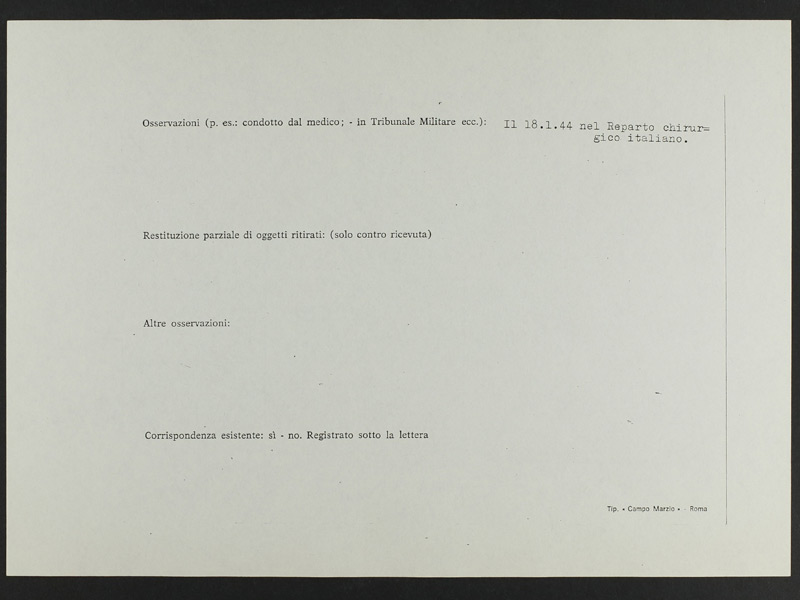 Osservazioni (p. es.: condotto dal medico; - in Tribunale Militare ecc.): Il 18.1.44 nel Reparto chirur=
gico italiano.
Restituzione parziale di oggetti ritirati: (solo contro ricevuta)
Altre osservazioni:
Corrispondenza esistente: sì - no. Registrato sotto la lettera
Tip. « Campo Marzio » - Roma